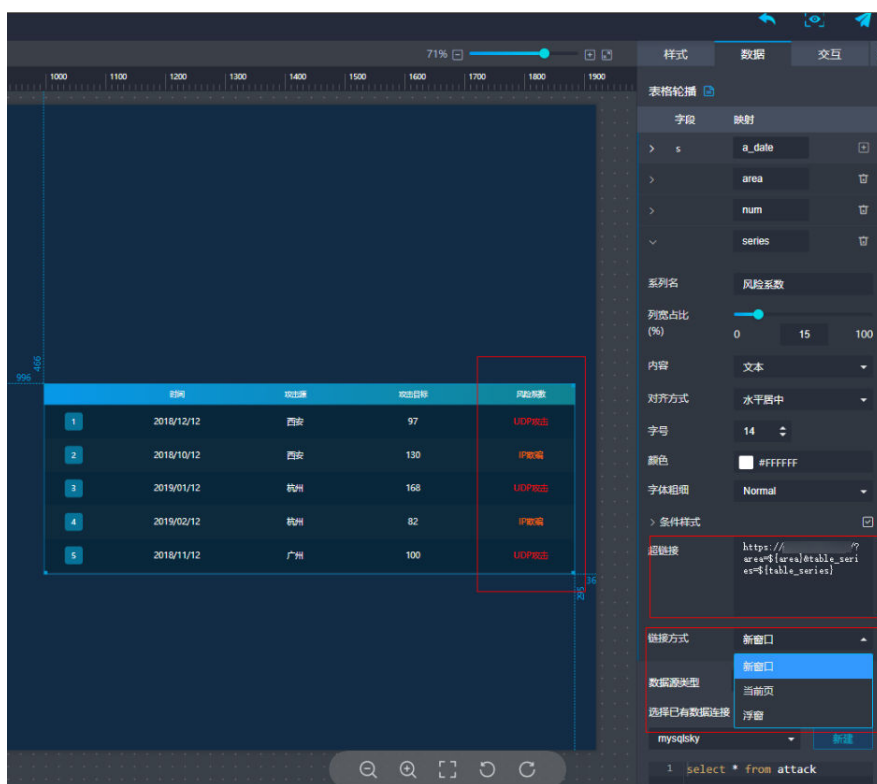 71%
样式 数据 交互
1000 1100 1200 1300 1400 1500 1600 1700 1800 1900
表格轮播
字段 映射
s a_date
area
num
series
系列名 风险系数
列宽占比
(%) 0 15 100
内容 文本
对齐方式 水平居中
字号 14
颜色 #FFFFFF
字体粗细 Normal
条件样式
超链接 https:// /?
area=${area}&table_seri
es=${table_series}
链接方式 新窗口
新窗口
当前页
浮窗
数据源类型
选择已有数据连接
mysqlsky 新建
1 select * from attack
466
996
时间 攻击源 攻击目标 风险系数
1 2018/12/12 西安 97 UDP攻击
2 2018/10/12 西安 130 IP欺骗
3 2019/01/12 杭州 168 UDP攻击
4 2019/02/12 杭州 82 IP欺骗
5 2018/11/12 广州 100 UDP攻击
36
295